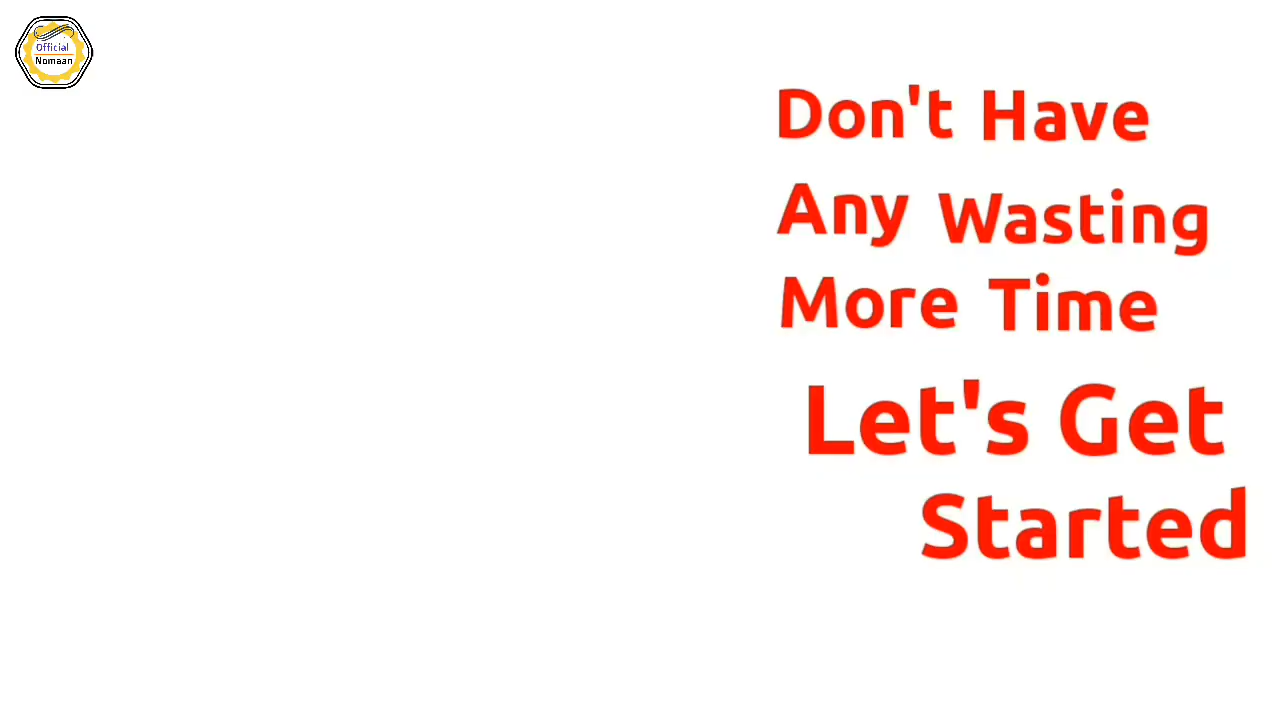 Official
Nomaan
Don't Have
Any Wasting
More Time
Let's Get
Started